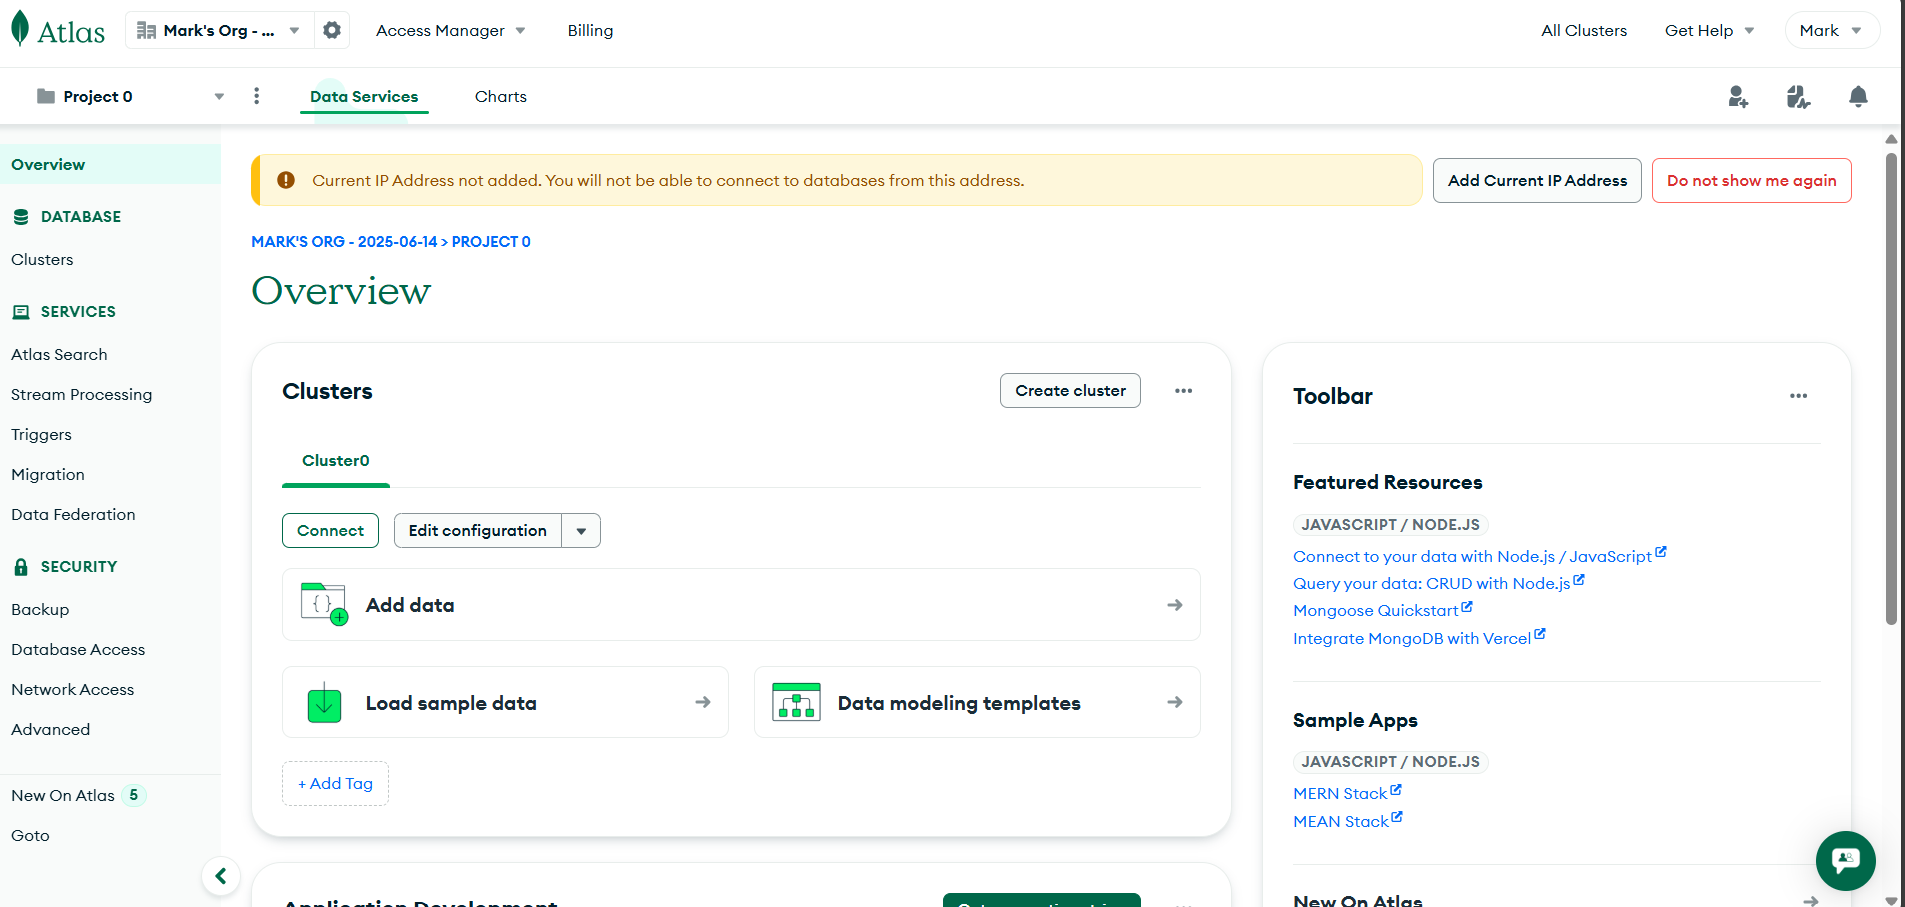 Atlas
Mark's Org - ...
Access Manager
Billing
All Clusters
Get Help
Mark
Project 0
Data Services
Charts
Overview
DATABASE
Clusters
SERVICES
Atlas Search
Stream Processing
Triggers
Migration
Data Federation
SECURITY
Backup
Database Access
Network Access
Advanced
New On Atlas 5
Goto
Current IP Address not added. You will not be able to connect to databases from this address.
Add Current IP Address
Do not show me again
MARK'S ORG - 2025-06-14 > PROJECT 0
Overview
Clusters
Create cluster
Cluster0
Connect
Edit configuration
Add data
Load sample data
Data modeling templates
+ Add Tag
Application Development
Toolbar
Featured Resources
JAVASCRIPT / NODE.JS
Connect to your data with Node.js / JavaScript
Query your data: CRUD with Node.js
Mongoose Quickstart
Integrate MongoDB with Vercel
Sample Apps
JAVASCRIPT / NODE.JS
MERN Stack
MEAN Stack
New On Atlas